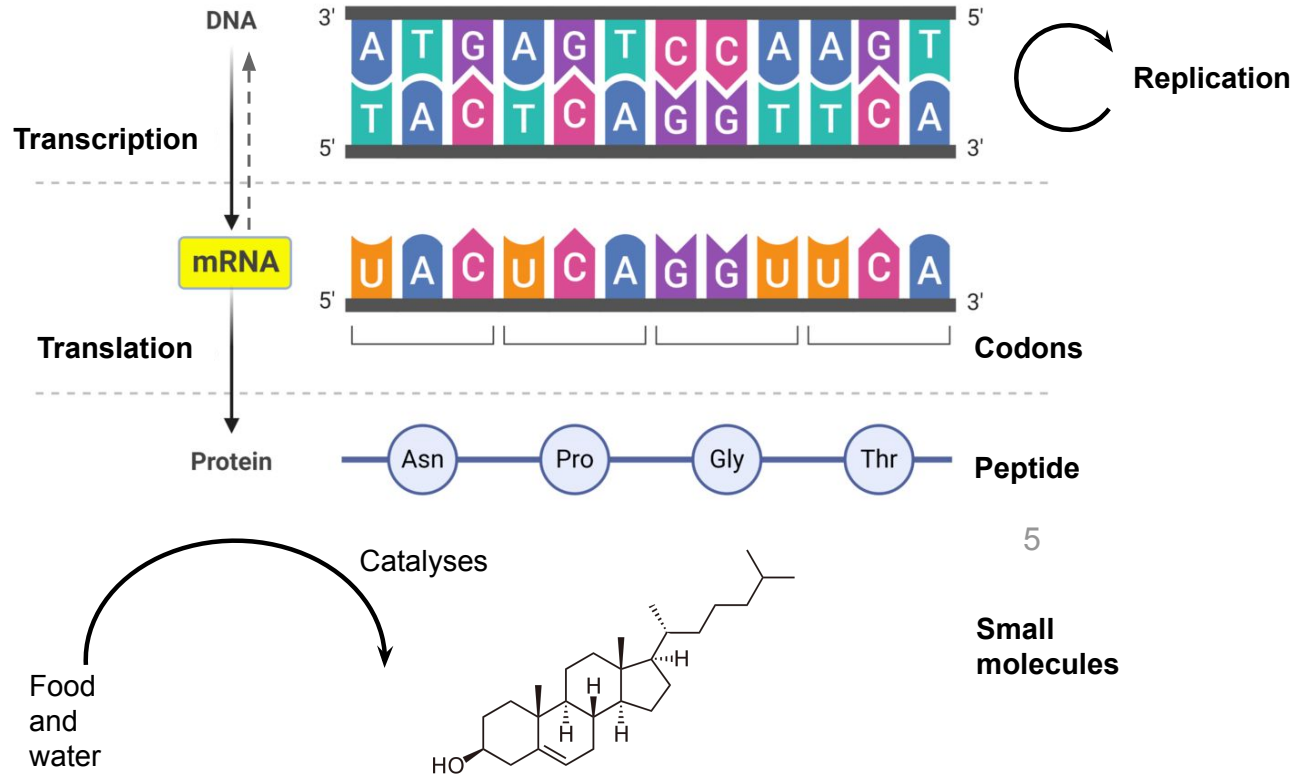 DNA
3' A T G A G T C C A A G T 5'
Replication
T A C T C A G G T T C A
Transcription
5' 3'
mRNA
U A C U C A G G U U C A
5' 3'
Translation
Codons
Protein
Asn Pro Gly Thr
Peptide
5
Catalyses
Small
molecules
H
H
Food
and
water
H H
HO